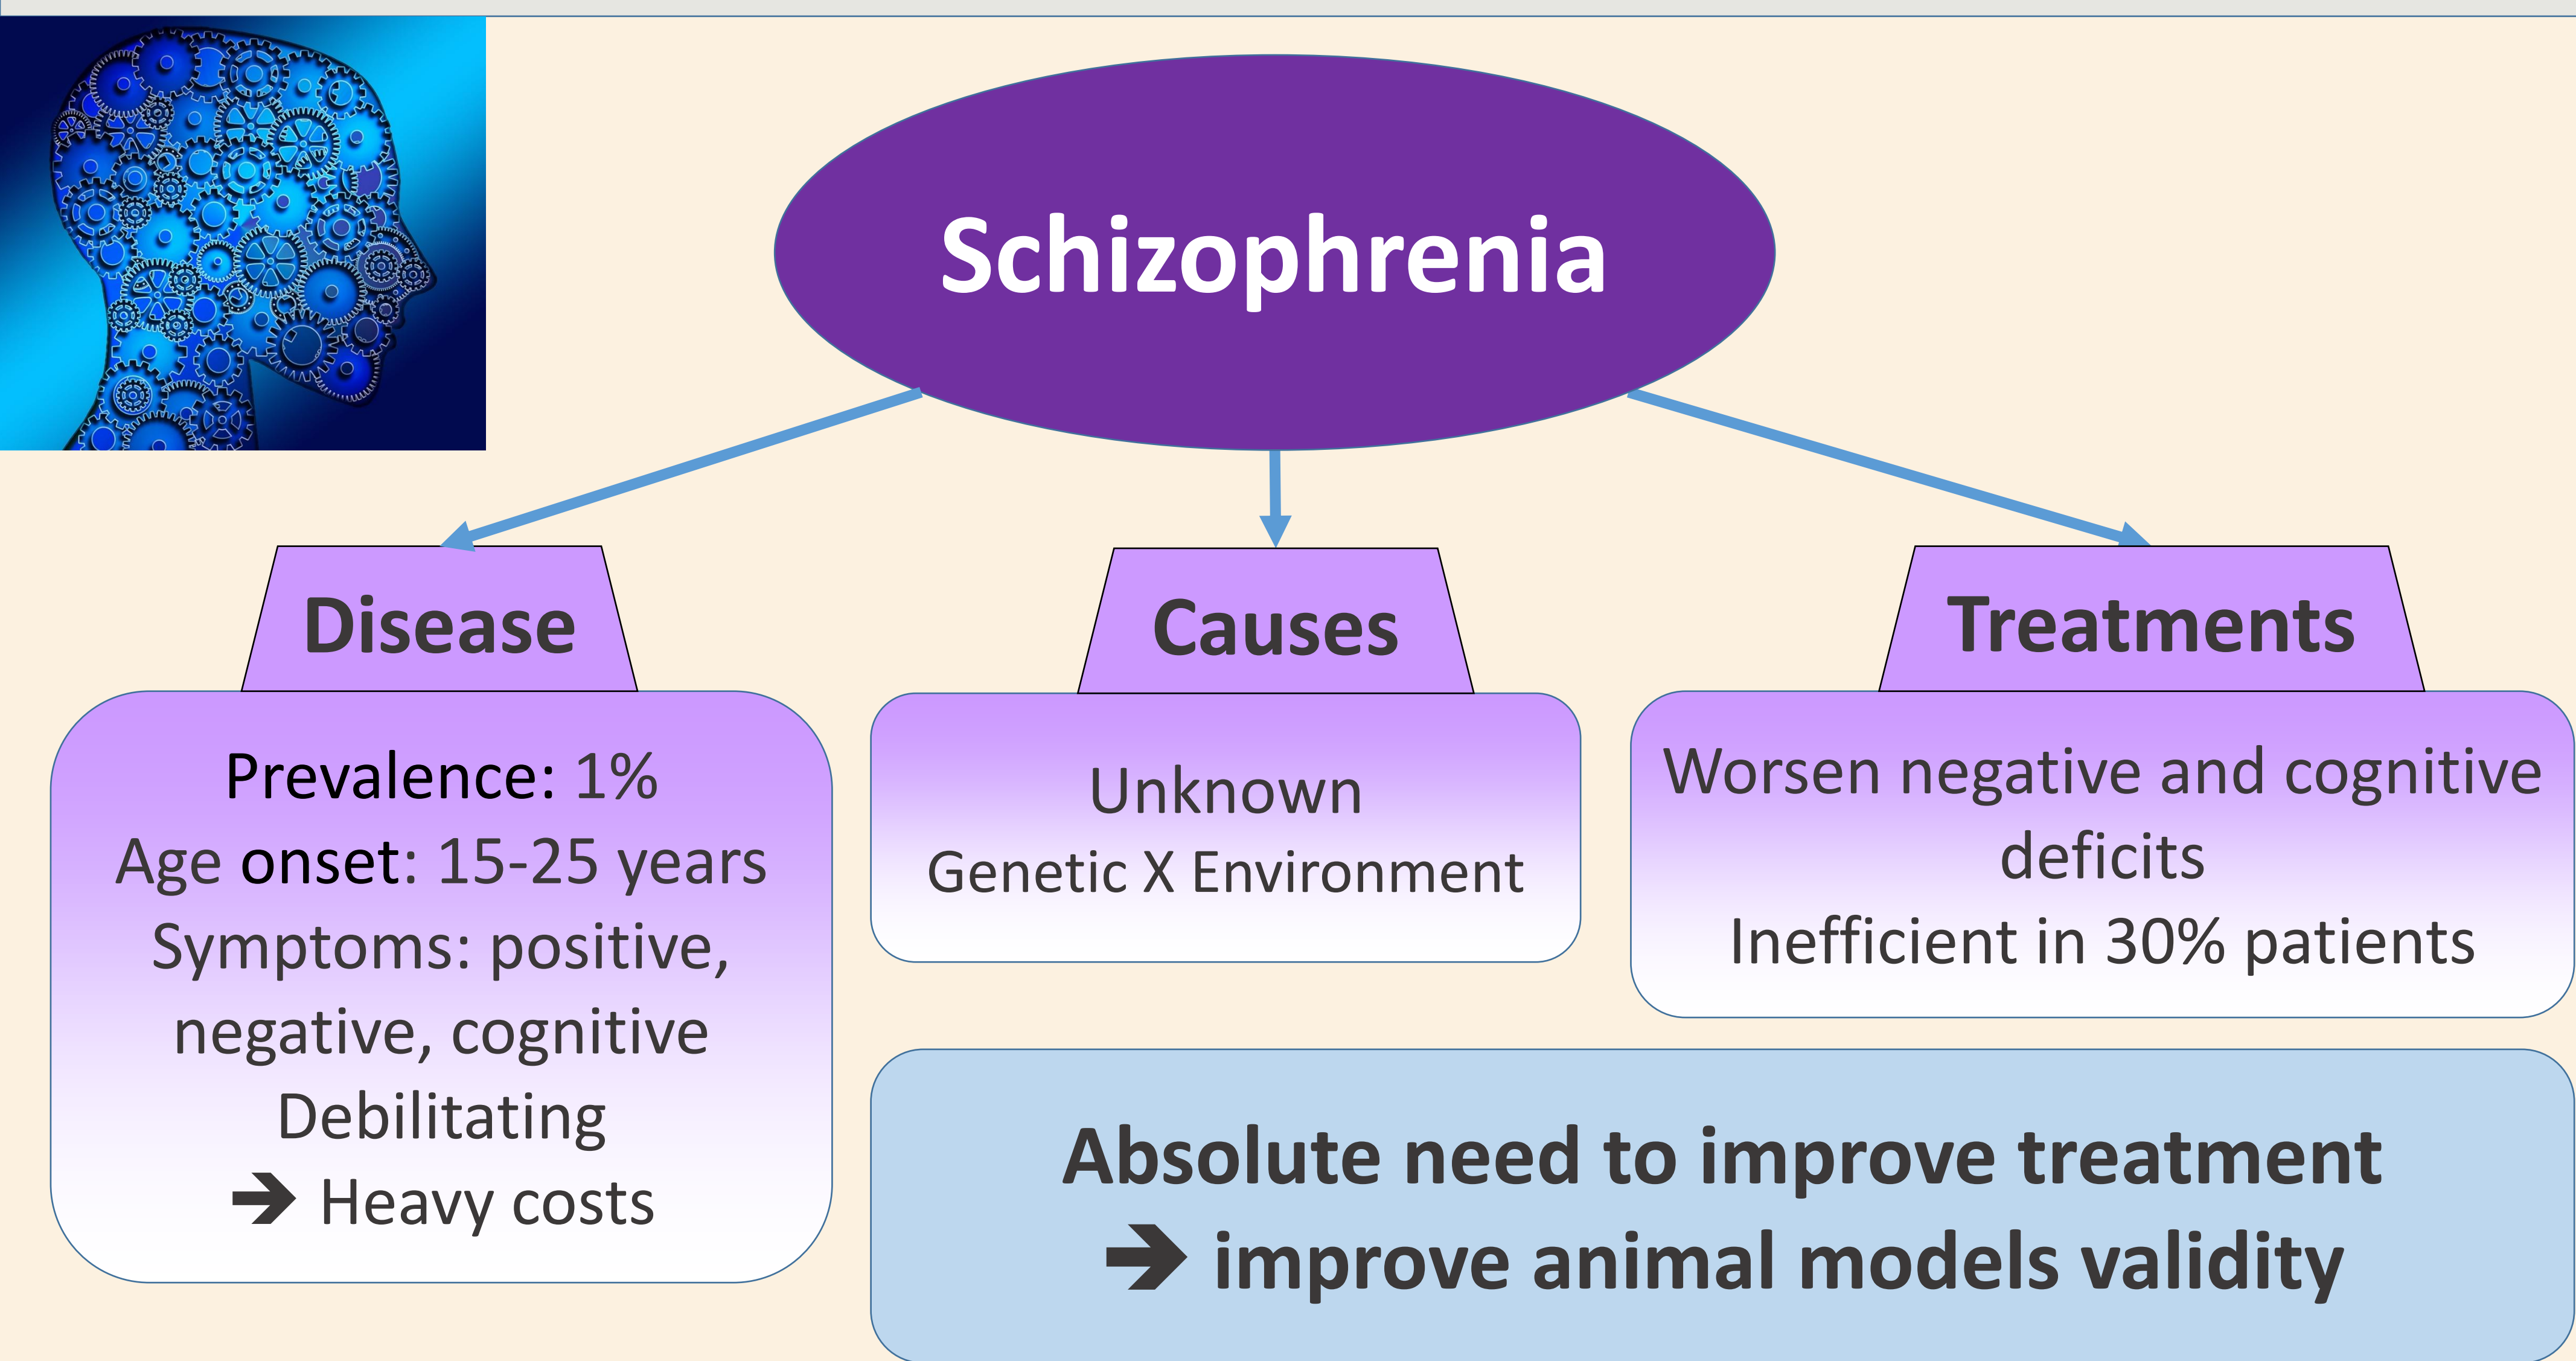 Schizophrenia
Disease
Prevalence: 1%
Age onset: 15-25 years
Symptoms: positive,
negative, cognitive
Debilitating
➔ Heavy costs
Causes
Unknown
Genetic X Environment
Treatments
Worsen negative and cognitive
deficits
Inefficient in 30% patients
Absolute need to improve treatment
➔ improve animal models validity